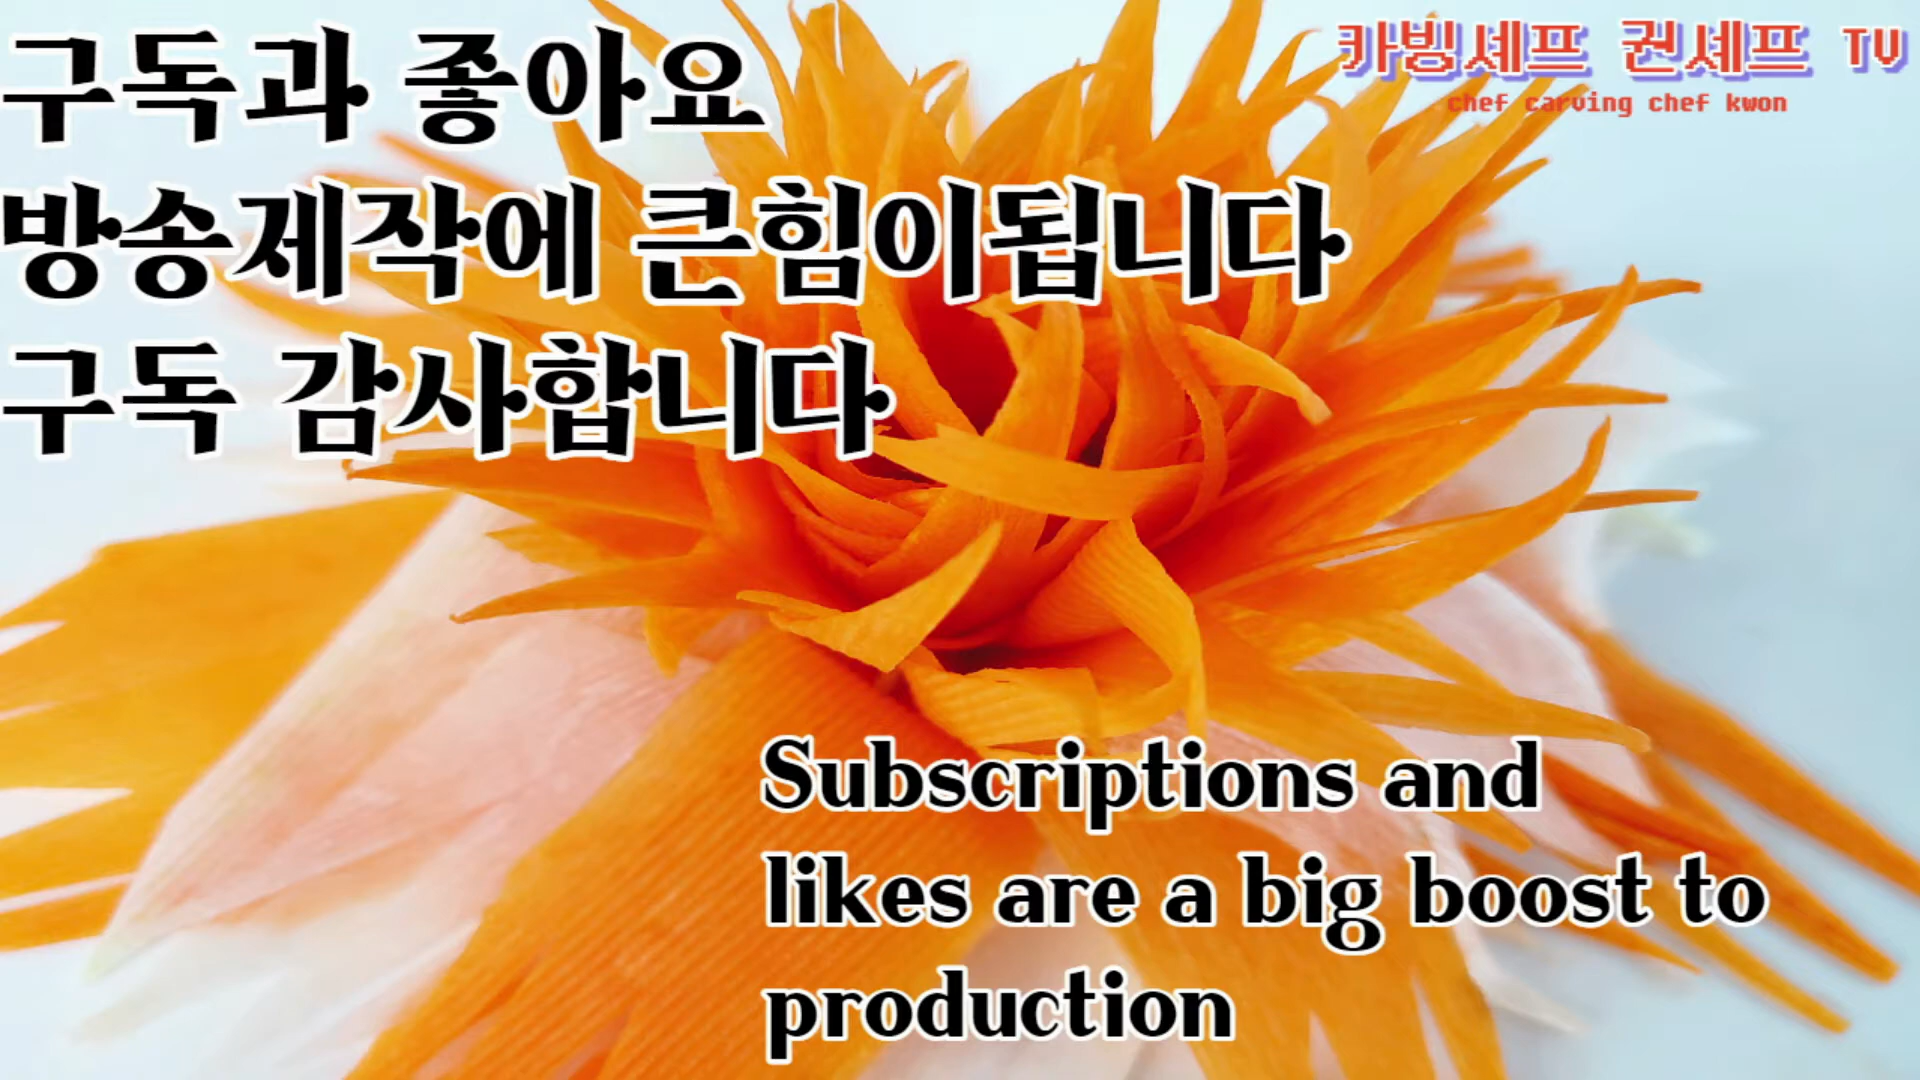 카빙셰프 권셰프 TV
chef carving chef kwon
구독과 좋아요
방송제작에 큰힘이됩니다
구독 감사합니다
Subscriptions and
likes are a big boost to
production